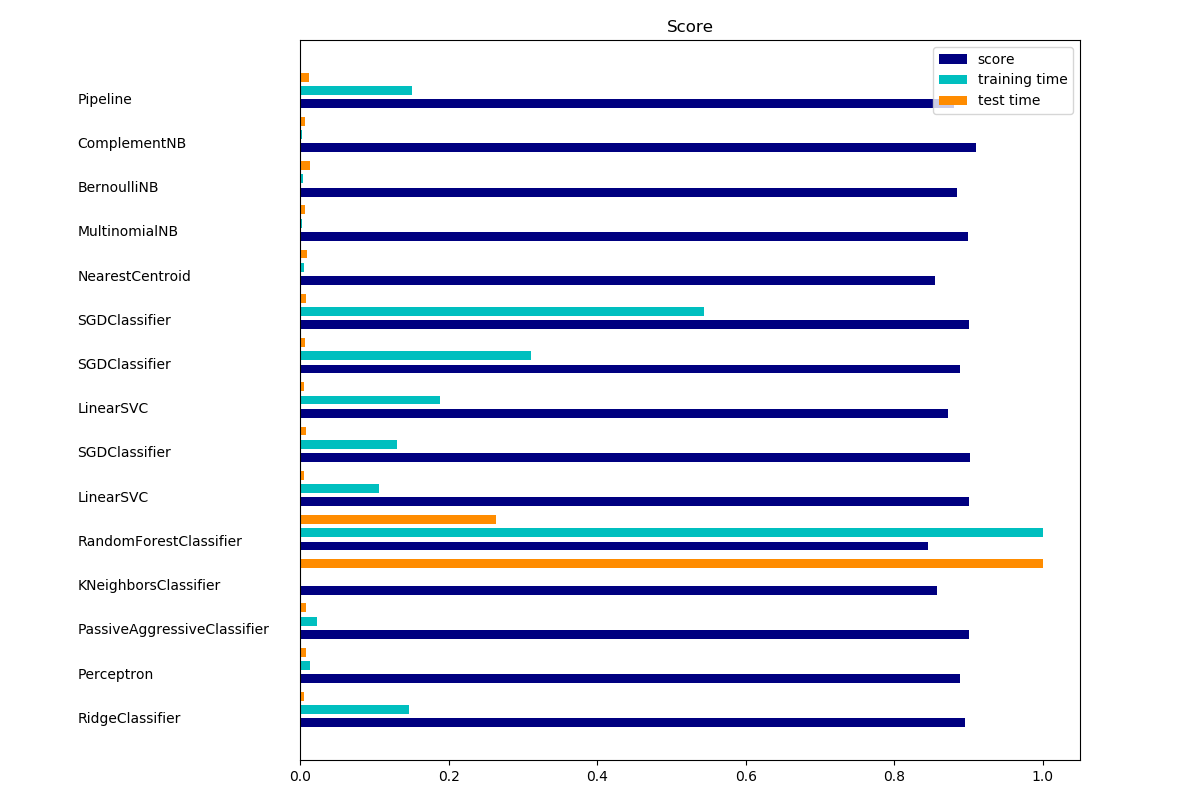 Score
score
training time
test time
Pipeline
ComplementNB
BernoulliNB
MultinomialNB
NearestCentroid
SGDClassifier
SGDClassifier
LinearSVC
SGDClassifier
LinearSVC
RandomForestClassifier
KNeighborsClassifier
PassiveAggressiveClassifier
Perceptron
RidgeClassifier
0.0 0.2 0.4 0.6 0.8 1.0